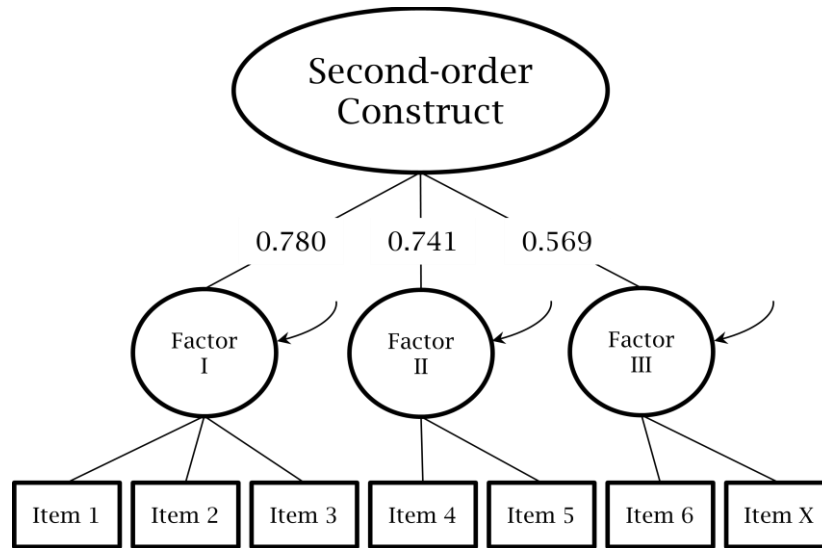 Second-order
Construct
0.780 0.741 0.569
Factor
I
Factor
II
Factor
III
Item 1 Item 2 Item 3 Item 4 Item 5 Item 6 Item X